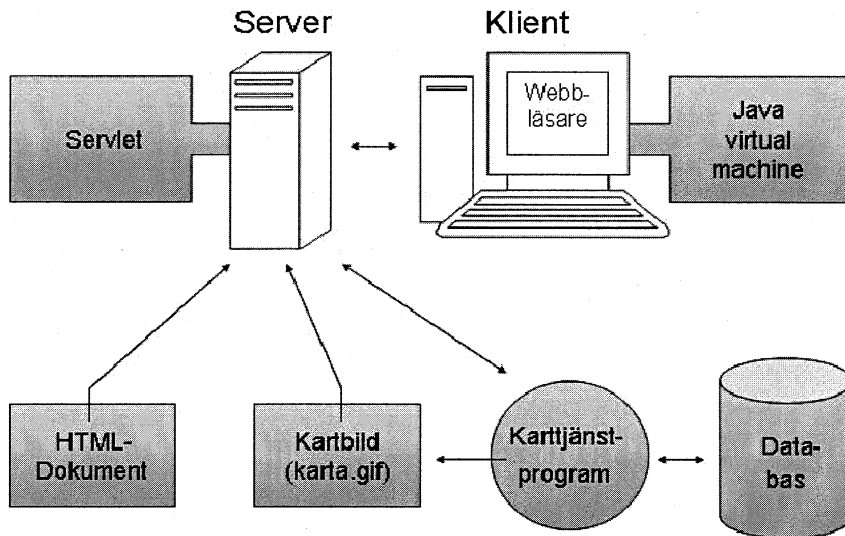 Server
Klient
Servlet
Webb-
läsare
Java
virtual
machine
HTML-
Dokument
Kartbild
(karta.gif)
Karttjänst-
program
Data-
bas